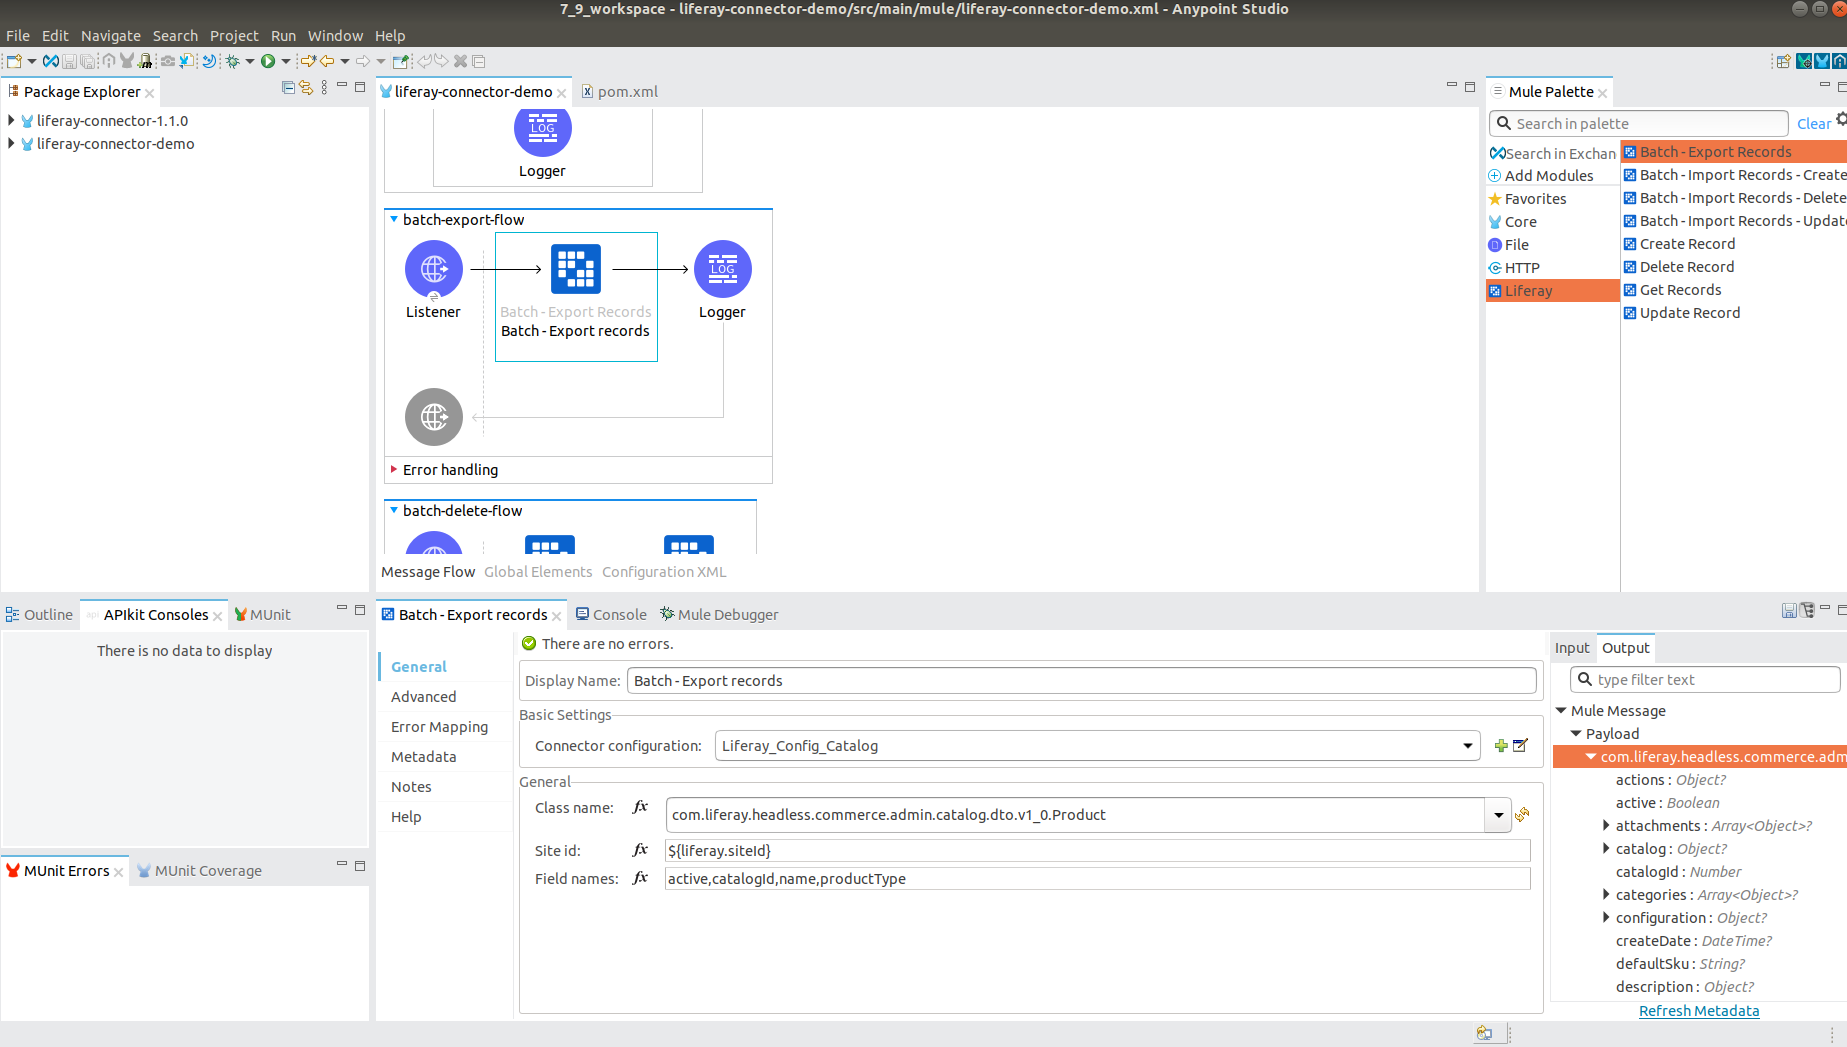 7_9_workspace - liferay-connector-demo/src/main/mule/liferay-connector-demo.xml - Anypoint Studio
File Edit Navigate Search Project Run Window Help
Package Explorer
liferay-connector-1.1.0
liferay-connector-demo
liferay-connector-demo pom.xml
LOG
Logger
batch-export-flow
LOG
Listener
Batch - Export Records
Batch - Export records
Logger
Error handling
batch-delete-flow
Message Flow Global Elements Configuration XML
Mule Palette
Search in palette Clear
Search in Exchan
Add Modules
Favorites
Core
File
HTTP
Liferay
Batch - Export Records
Batch - Import Records - Create
Batch - Import Records - Delete
Batch - Import Records - Updat
Create Record
Delete Record
Get Records
Update Record
Outline APIkit Consoles MUnit
There is no data to display
MUnit Errors MUnit Coverage
Batch - Export records Console Mule Debugger
General
Advanced
Error Mapping
Metadata
Notes
Help
There are no errors.
Display Name: Batch - Export records
Basic Settings
Connector configuration: Liferay_Config_Catalog
General
Class name: fx com.liferay.headless.commerce.admin.catalog.dto.v1_0.Product
Site id: fx ${liferay.siteId}
Field names: fx active,catalogId,name,productType
Input Output
type filter text
Mule Message
Payload
com.liferay.headless.commerce.adm
actions : Object?
active : Boolean
attachments : Array<Object>?
catalog : Object?
catalogId : Number
categories : Array<Object>?
configuration : Object?
createDate : DateTime?
defaultSku : String?
description : Object?
Refresh Metadata